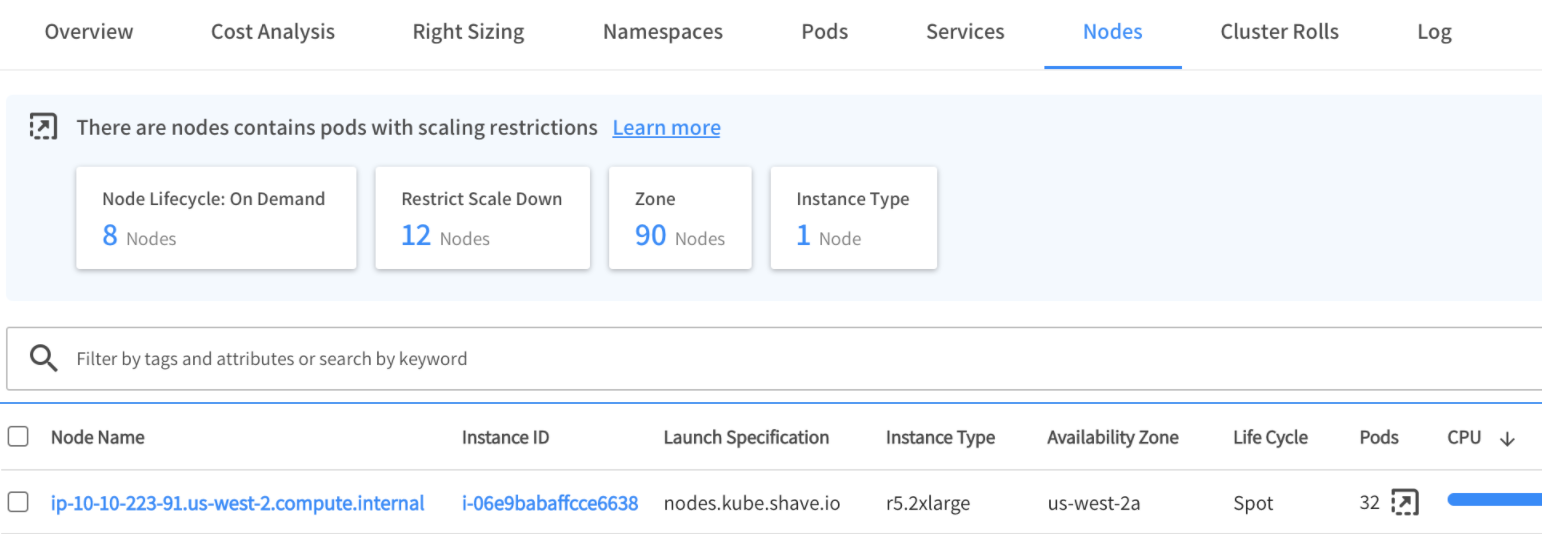 Overview Cost Analysis Right Sizing Namespaces Pods Services Nodes Cluster Rolls Log
There are nodes contains pods with scaling restrictions Learn more
Node Lifecycle: On Demand Restrict Scale Down Zone Instance Type
8 Nodes 12 Nodes 90 Nodes 1 Node
Filter by tags and attributes or search by keyword
Node Name Instance ID Launch Specification Instance Type Availability Zone Life Cycle Pods CPU
ip-10-10-223-91.us-west-2.compute.internal i-06e9babaffcce6638 nodes.kube.shave.io r5.2xlarge us-west-2a Spot 32